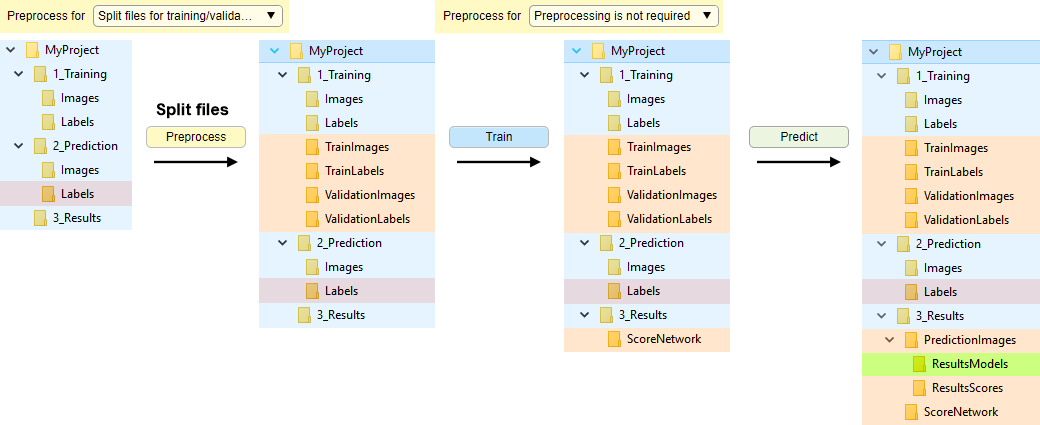 Preprocess for Split files for training/valida… ▼
Preprocess for Preprocessing is not required ▼
MyProject
1_Training
Images
Labels
2_Prediction
Images
Labels
3_Results
Split files
Preprocess
MyProject
1_Training
Images
Labels
TrainImages
TrainLabels
ValidationImages
ValidationLabels
2_Prediction
Images
Labels
3_Results
Train
MyProject
1_Training
Images
Labels
TrainImages
TrainLabels
ValidationImages
ValidationLabels
2_Prediction
Images
Labels
3_Results
ScoreNetwork
Predict
MyProject
1_Training
Images
Labels
TrainImages
TrainLabels
ValidationImages
ValidationLabels
2_Prediction
Images
Labels
3_Results
PredictionImages
ResultsModels
ResultsScores
ScoreNetwork